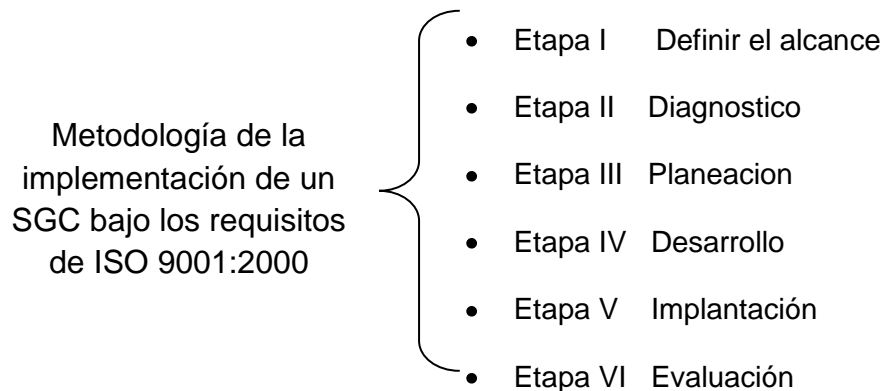 Metodología de la
implementación de un
SGC bajo los requisitos
de ISO 9001:2000
• Etapa I Definir el alcance
• Etapa II Diagnostico
• Etapa III Planeacion
• Etapa IV Desarrollo
• Etapa V Implantación
• Etapa VI Evaluación